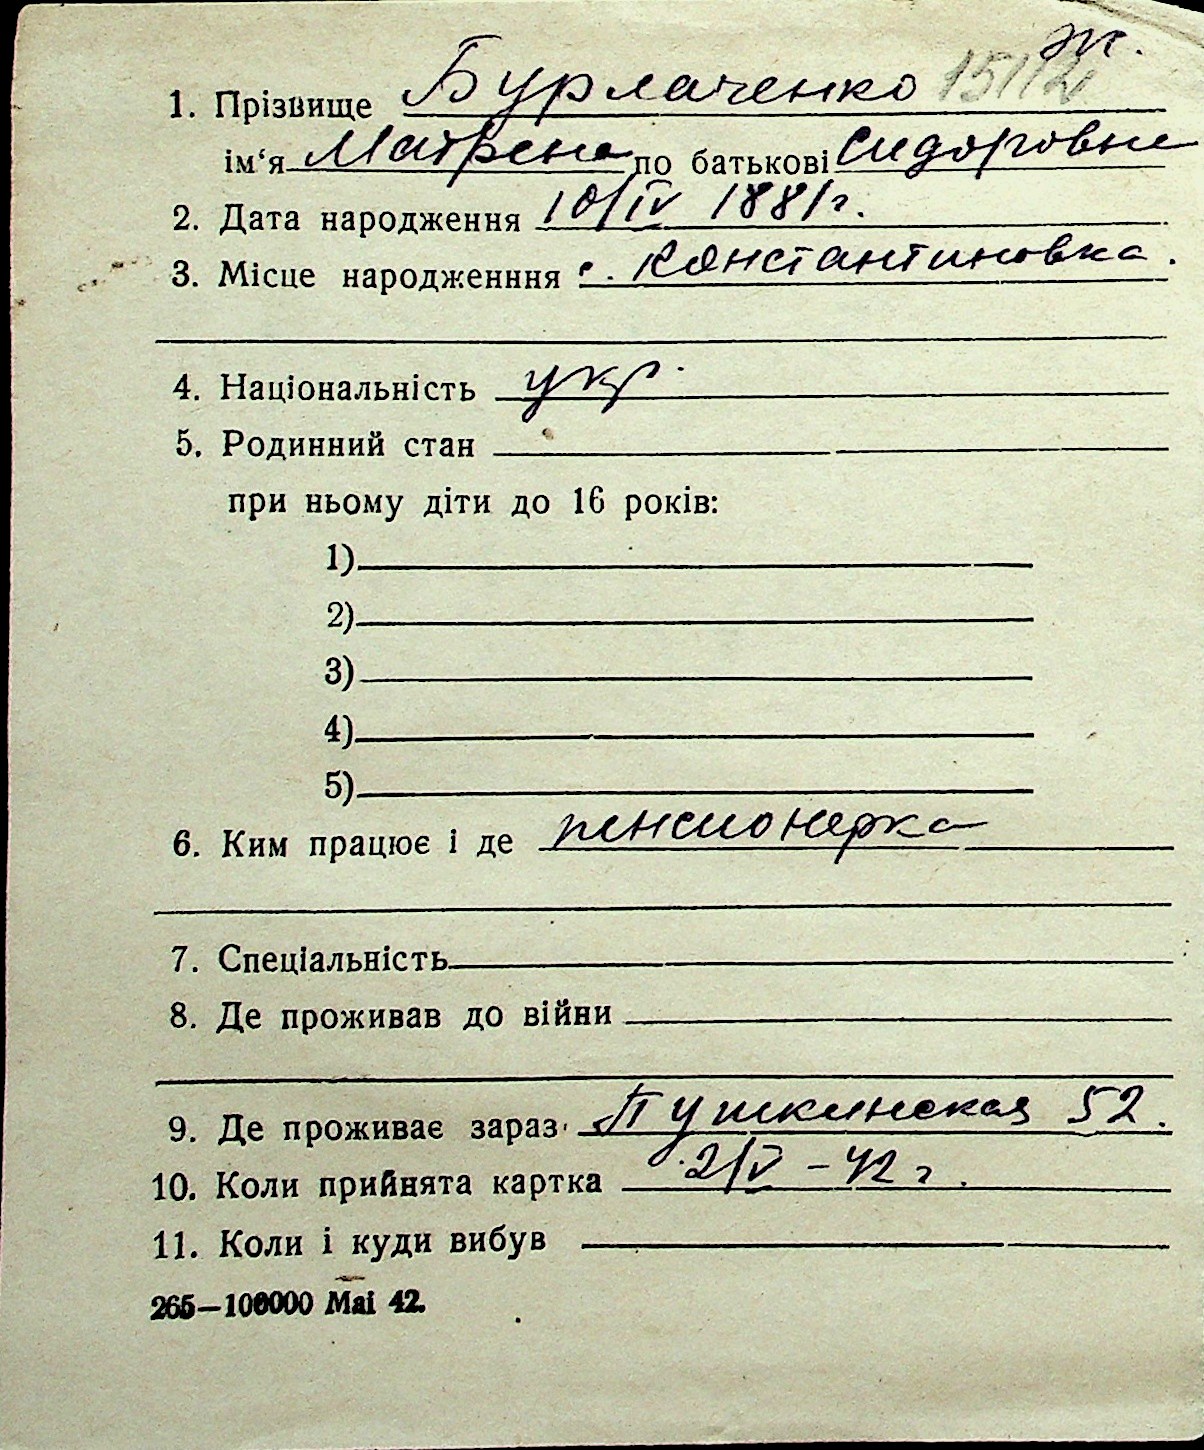 ж.
1. Прізвище Бурлаченко 15112
ім‘я Матрена по батькові Сидоровне
2. Дата народження 10/IV 1881г.
3. Місце народженння с. Константиновка.
4. Національність укр.
5. Родинний стан
при ньому діти до 16 років:
1)
2)
3)
4)
5)
6. Ким працює і де пенсионерка
7. Спеціальність
8. Де проживав до війни
9. Де проживає зараз Пушкинская 52.
10. Коли прийнята картка 2/V – 42 г.
11. Коли і куди вибув
265—100000 Mai 42.